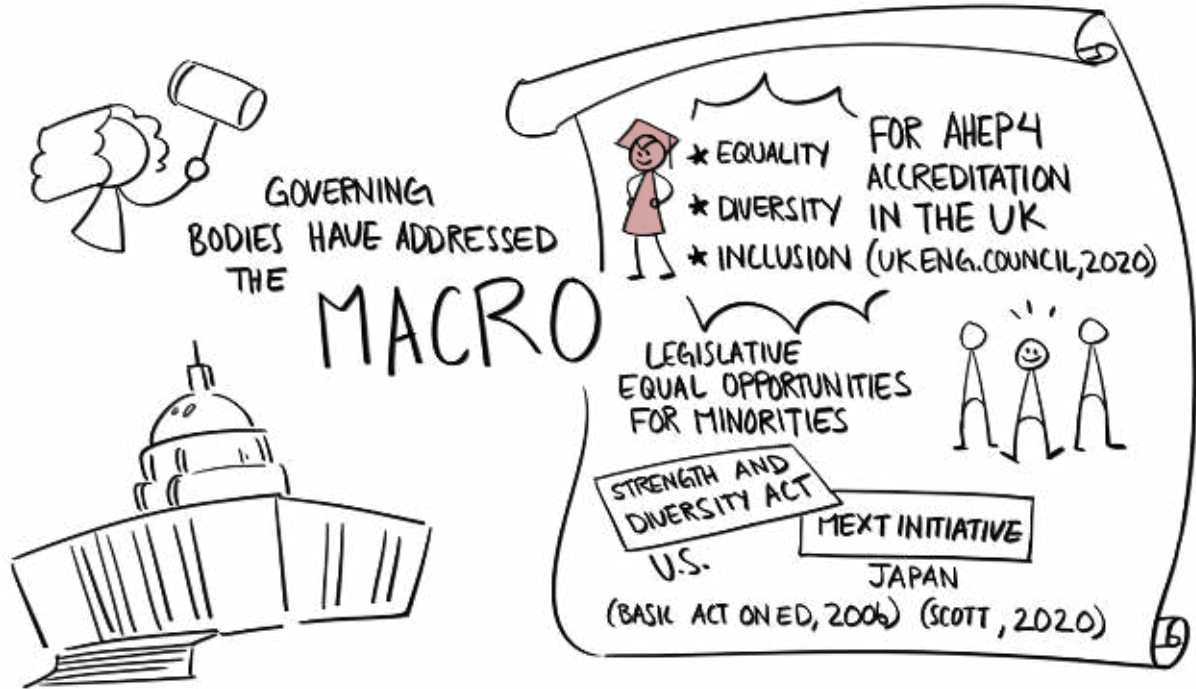 GOVERNING
BODIES HAVE ADDRESSED
THE
MACRO
* EQUALITY
* DIVERSITY
* INCLUSION
FOR AHEP4
ACCREDITATION
IN THE UK
(UK ENG. COUNCIL, 2020)
LEGISLATIVE
EQUAL OPPORTUNITIES
FOR MINORITIES
STRENGTH AND
DIVERSITY ACT
U.S.
MEXT INITIATIVE
JAPAN
(BASIC ACT ON ED, 2006) (SCOTT, 2020)
6